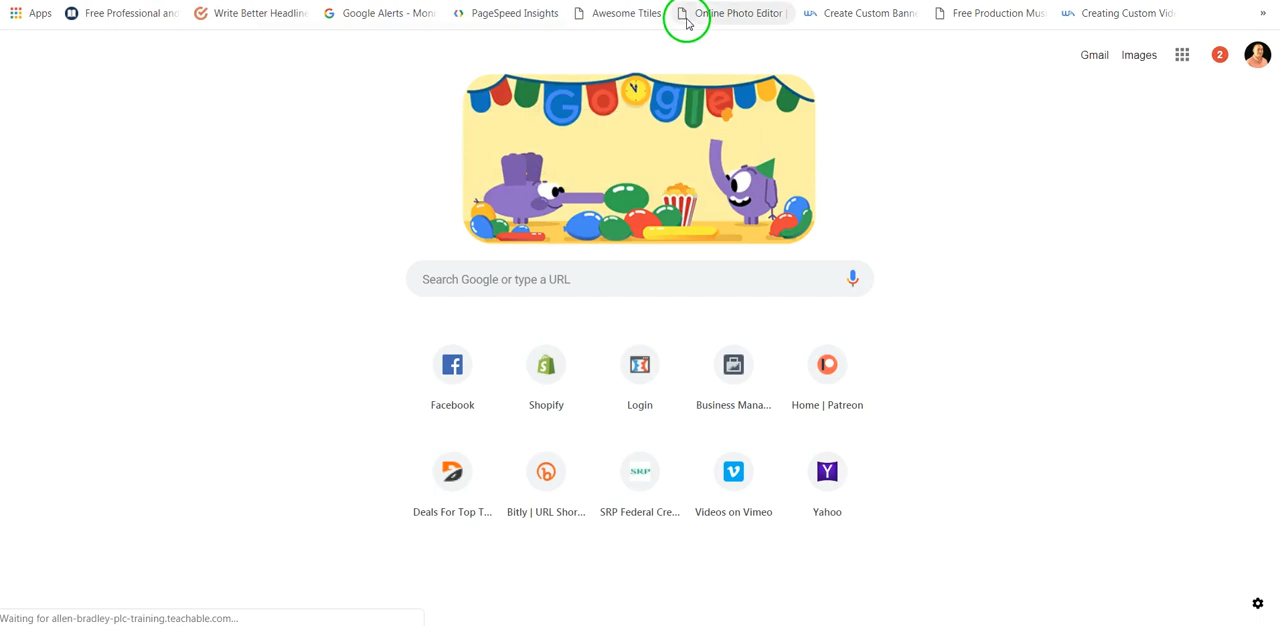 Apps Free Professional and Write Better Headline Google Alerts - Moni PageSpeed Insights Awesome Ttiles Online Photo Editor | Create Custom Bann Free Production Mus Creating Custom Vid »
Gmail Images 2
Google
Search Google or type a URL
Facebook Shopify Login Business Mana... Home | Patreon
SRP
Deals For Top T... Bitly | URL Shor... SRP Federal Cre... Videos on Vimeo Yahoo
Waiting for allen-bradley-plc-training.teachable.com...